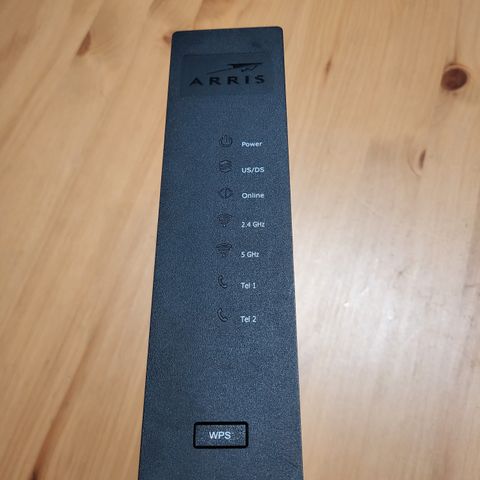 ARRIS
Power
US/DS
Online
2.4 GHz
5 GHz
Tel 1
Tel 2
WPS